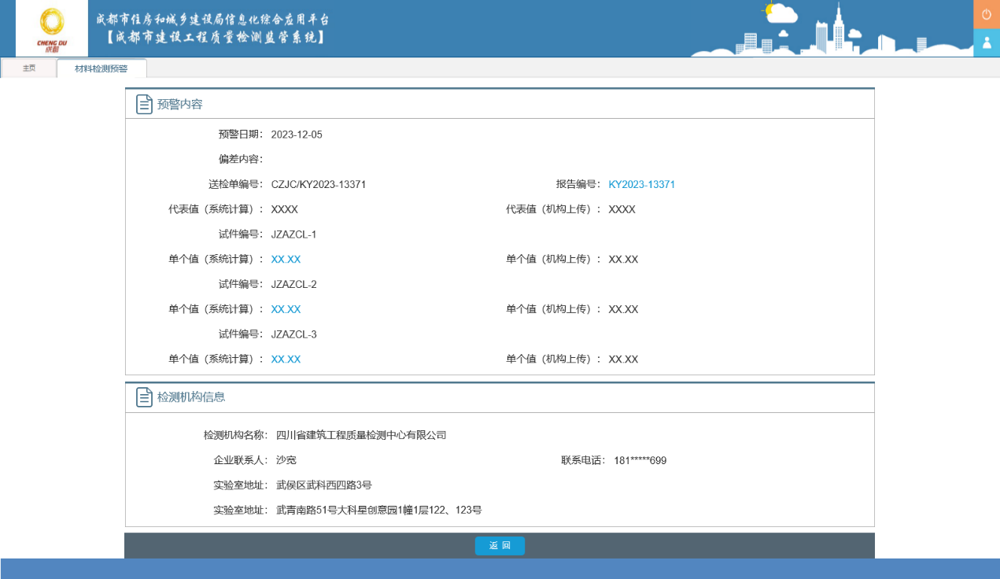 成都市住房和城乡建设局信息化综合应用平台
【成都市建设工程质量检测监管系统】
CHENG DU
成都
主页 材料检测预警
预警内容
预警日期： 2023-12-05
偏差内容：
送检单编号： CZJC/KY2023-13371 报告编号： KY2023-13371
代表值（系统计算）： XXXX 代表值（机构上传）： XXXX
试件编号： JZAZCL-1
单个值（系统计算）： XX.XX 单个值（机构上传）： XX.XX
试件编号： JZAZCL-2
单个值（系统计算）： XX.XX 单个值（机构上传）： XX.XX
试件编号： JZAZCL-3
单个值（系统计算）： XX.XX 单个值（机构上传）： XX.XX
检测机构信息
检测机构名称： 四川省建筑工程质量检测中心有限公司
企业联系人： 沙宽 联系电话： 181*****699
实验室地址： 武侯区武科西四路3号
实验室地址： 武青南路51号大科星创意园1幢1层122、123号
返 回